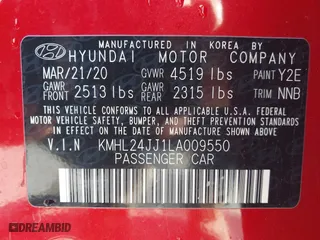 MANUFACTURED IN KOREA BY
HYUNDAI MOTOR COMPANY
MAR/21/20 GVWR 4519 lbs PAINT Y2E
GAWR FRONT 2513 lbs GAWR REAR 2315 lbs TRIM NNB
THIS VEHICLE CONFORMS TO ALL APPLICABLE U.S. FEDERAL
MOTOR VEHICLE SAFETY, BUMPER, AND THEFT PREVENTION
STANDARDS IN EFFECT ON THE DATE OF MANUFACTURE SHOWN ABOVE.
V.I.N KMHL24JJ1LA009550
PASSENGER CAR
DREAMBID